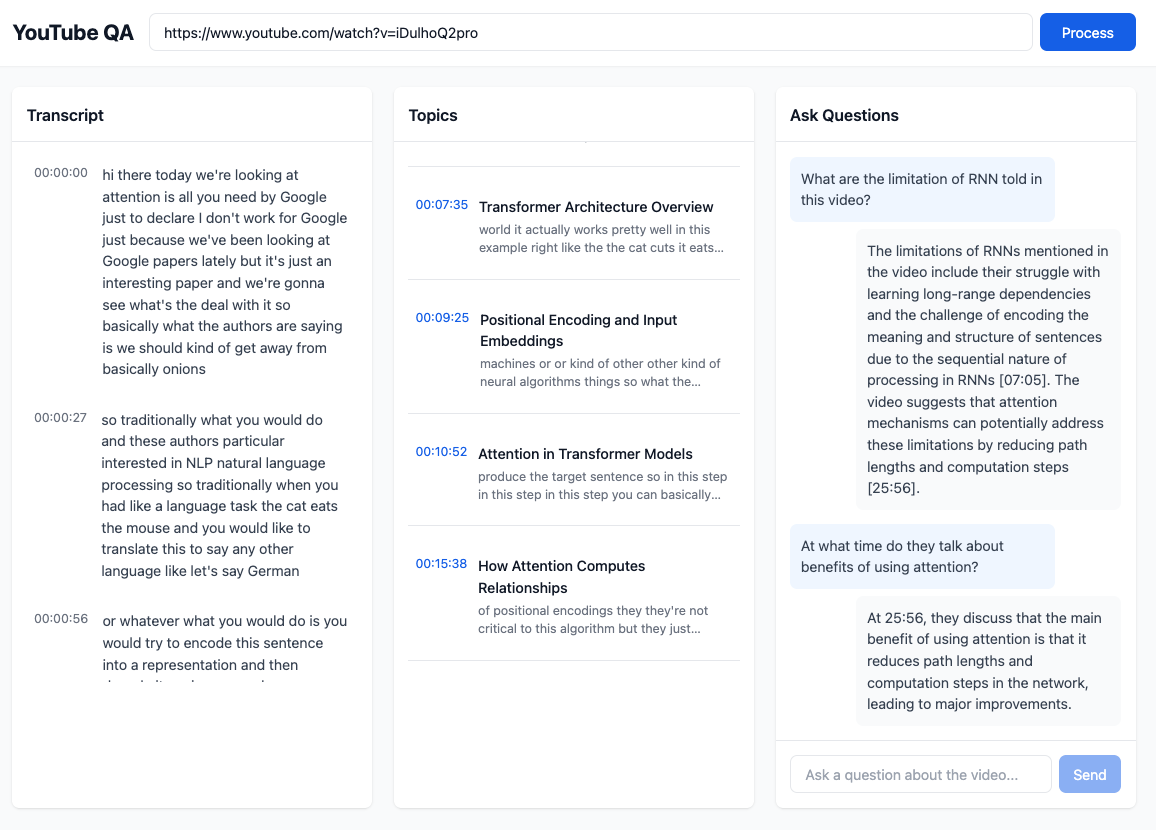 YouTube QA
https://www.youtube.com/watch?v=iDulhoQ2pro
Process
Transcript
00:00:00
hi there today we're looking at
attention is all you need by Google
just to declare I don't work for Google
just because we've been looking at
Google papers lately but it's just an
interesting paper and we're gonna
see what's the deal with it so
basically what the authors are saying
is we should kind of get away from
basically onions
00:00:27
so traditionally what you would do
and these authors particular
interested in NLP natural language
processing so traditionally when you
had like a language task the cat eats
the mouse and you would like to
translate this to say any other
language like let's say German
00:00:56
or whatever what you would do is you
would try to encode this sentence
into a representation and then
Topics
00:07:35
Transformer Architecture Overview
world it actually works pretty well in this
example right like the the cat cuts it eats...
00:09:25
Positional Encoding and Input
Embeddings
machines or or kind of other other kind of
neural algorithms things so what the...
00:10:52
Attention in Transformer Models
produce the target sentence so in this step
in this step in this step you can basically...
00:15:38
How Attention Computes
Relationships
of positional encodings they they're not
critical to this algorithm but they just...
Ask Questions
What are the limitation of RNN told in
this video?
The limitations of RNNs mentioned in
the video include their struggle with
learning long-range dependencies
and the challenge of encoding the
meaning and structure of sentences
due to the sequential nature of
processing in RNNs [07:05]. The
video suggests that attention
mechanisms can potentially address
these limitations by reducing path
lengths and computation steps
[25:56].
At what time do they talk about
benefits of using attention?
At 25:56, they discuss that the main
benefit of using attention is that it
reduces path lengths and
computation steps in the network,
leading to major improvements.
Ask a question about the video...
Send